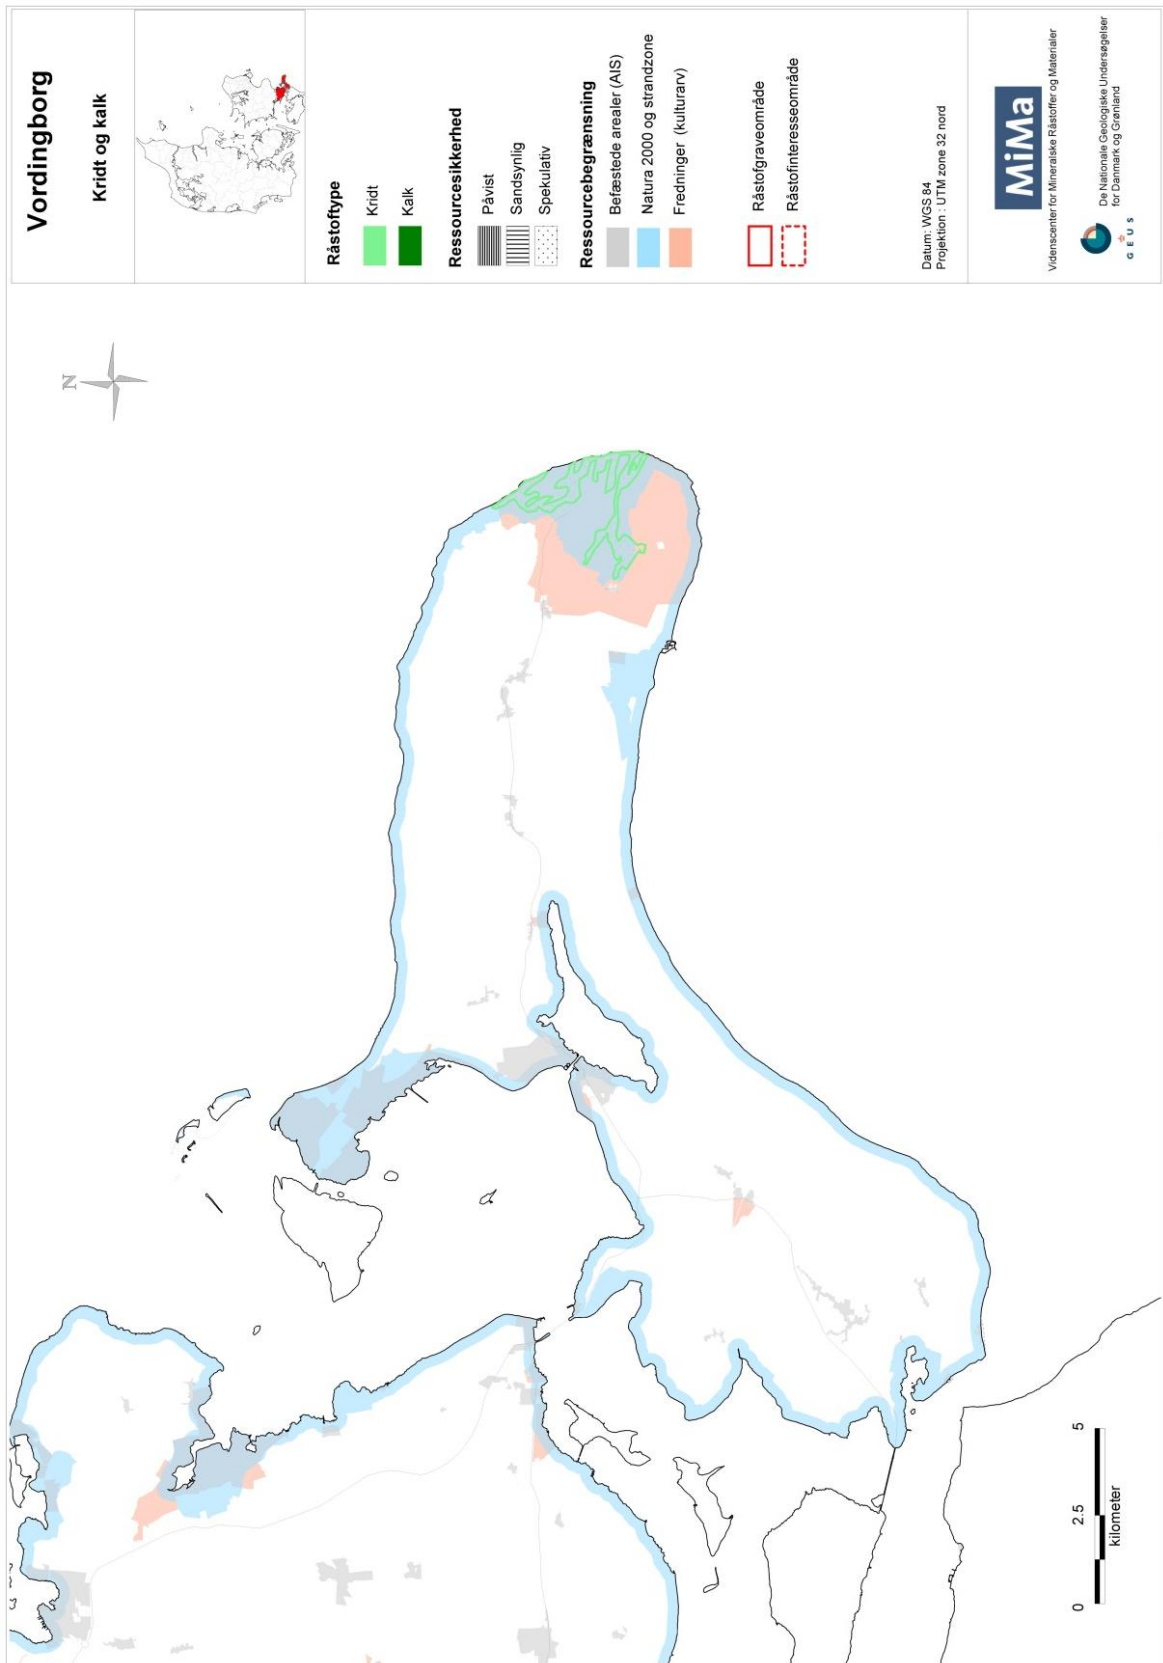 Vordingborg
Kridt og kalk
Råstoftype
Kridt
Kalk
Ressourcesikkerhed
Påvist
Sandsynlig
Spekulativ
Ressourcebegrænsning
Befæstede arealer (AIS)
Natura 2000 og strandzone
Fredninger (kulturarv)
Råstofgraveområde
Råstofinteresseområde
Datum: WGS 84
Projektion : UTM zone 32 nord
MiMa
Videnscenter for Mineralske Råstoffer og Materialer
G E U S
De Nationale Geologiske Undersøgelser
for Danmark og Grønland
N
0 2.5 5
kilometer